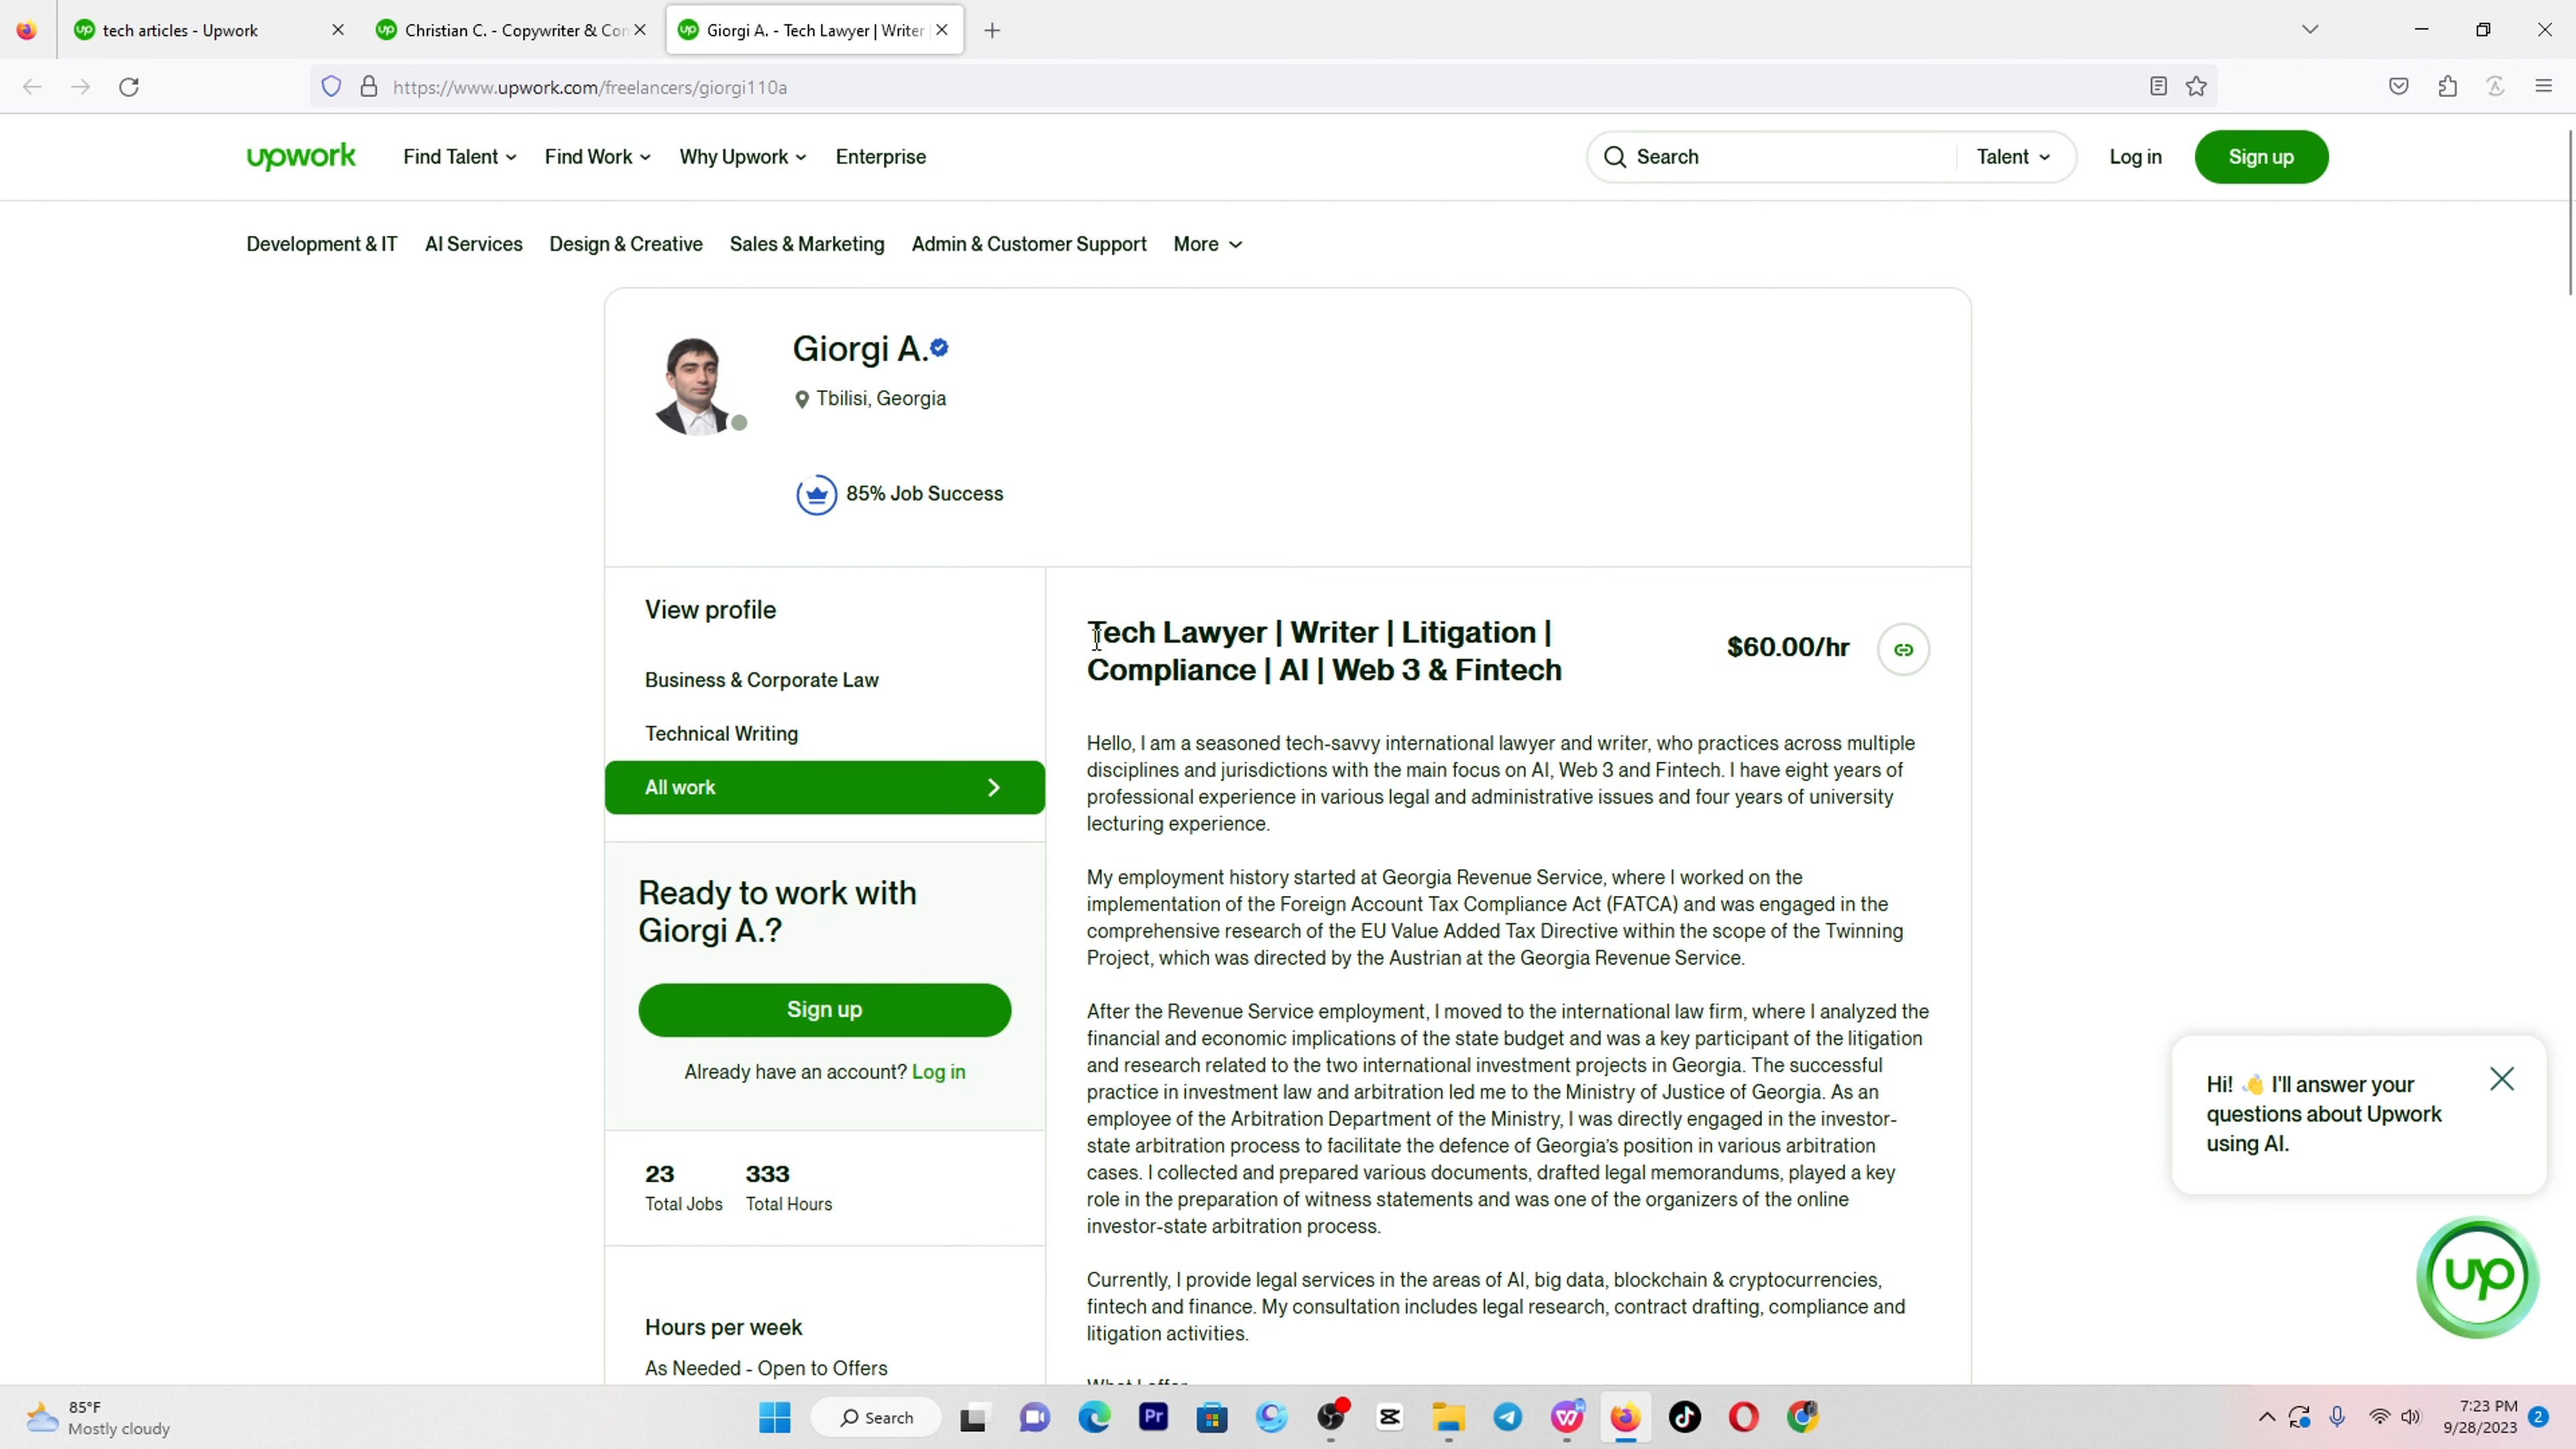 tech articles - Upwork
Christian C. - Copywriter & Con
Giorgi A. - Tech Lawyer | Writer
https://www.upwork.com/freelancers/giorgi110a
upwork
Find Talent
Find Work
Why Upwork
Enterprise
Search
Talent
Log in
Sign up
Development & IT
AI Services
Design & Creative
Sales & Marketing
Admin & Customer Support
More
Giorgi A.
Tbilisi, Georgia
85% Job Success
View profile
Business & Corporate Law
Technical Writing
All work
Ready to work with
Giorgi A.?
Sign up
Already have an account? Log in
23
Total Jobs
333
Total Hours
Hours per week
As Needed - Open to Offers
Tech Lawyer | Writer | Litigation |
Compliance | AI | Web 3 & Fintech
$60.00/hr
Hello, I am a seasoned tech-savvy international lawyer and writer, who practices across multiple
disciplines and jurisdictions with the main focus on AI, Web 3 and Fintech. I have eight years of
professional experience in various legal and administrative issues and four years of university
lecturing experience.
My employment history started at Georgia Revenue Service, where I worked on the
implementation of the Foreign Account Tax Compliance Act (FATCA) and was engaged in the
comprehensive research of the EU Value Added Tax Directive within the scope of the Twinning
Project, which was directed by the Austrian at the Georgia Revenue Service.
After the Revenue Service employment, I moved to the international law firm, where I analyzed the
financial and economic implications of the state budget and was a key participant of the litigation
and research related to the two international investment projects in Georgia. The successful
practice in investment law and arbitration led me to the Ministry of Justice of Georgia. As an
employee of the Arbitration Department of the Ministry, I was directly engaged in the investor-
state arbitration process to facilitate the defence of Georgia's position in various arbitration
cases. I collected and prepared various documents, drafted legal memorandums, played a key
role in the preparation of witness statements and was one of the organizers of the online
investor-state arbitration process.
Currently, I provide legal services in the areas of AI, big data, blockchain & cryptocurrencies,
fintech and finance. My consultation includes legal research, contract drafting, compliance and
litigation activities.
What I offer
Hi! 👋 I'll answer your
questions about Upwork
using AI.
up
85°F
Mostly cloudy
Search
Pr
7:23 PM
9/28/2023
2